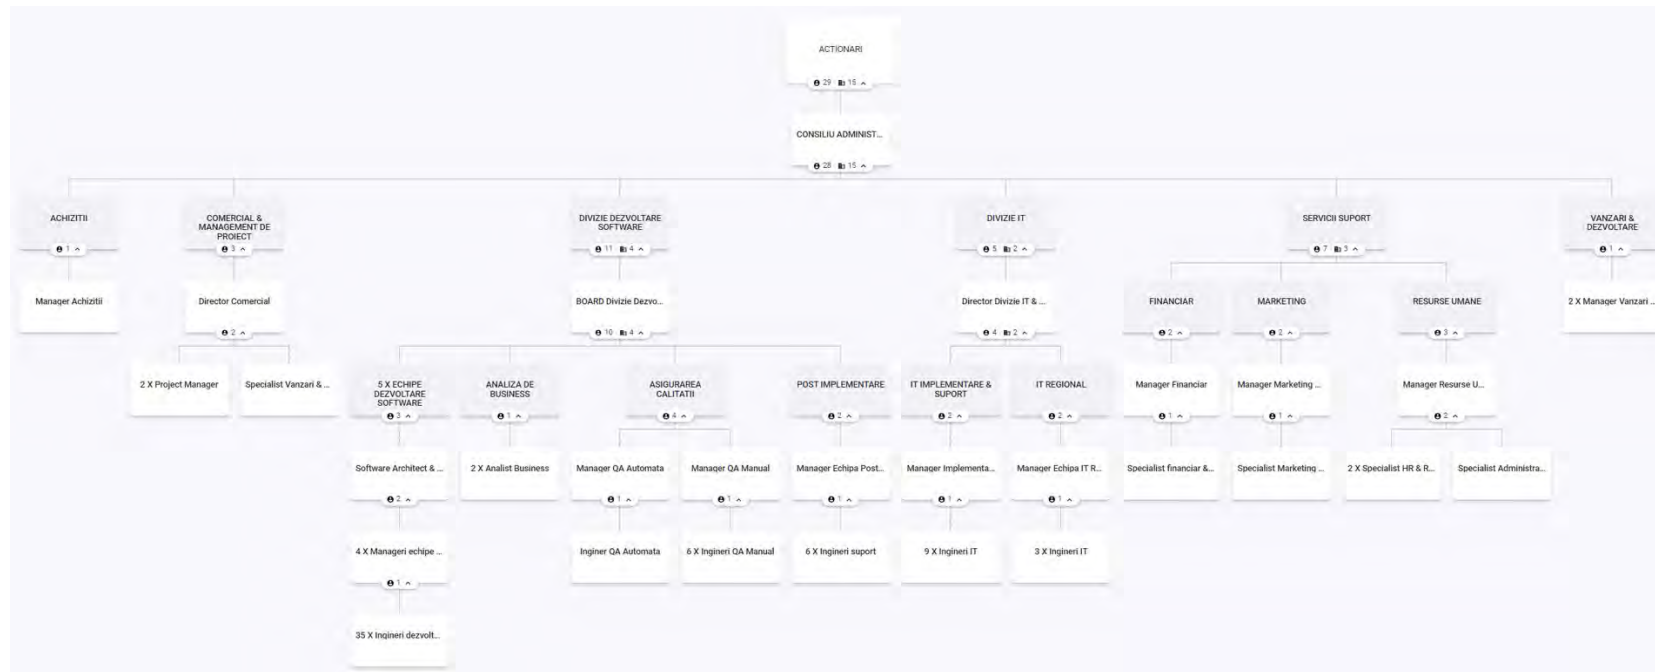 ACTIONARI
29 15
CONSILIU ADMINIST...
28 15
ACHIZITII
1
COMERCIAL &
MANAGEMENT DE
PROIECT
3
DIVIZIE DEZVOLTARE
SOFTWARE
11 4
DIVIZIE IT
5 2
SERVICII SUPORT
7 3
VANZARI &
DEZVOLTARE
1
Manager Achizitii
Director Comercial
2
BOARD Divizie Dezvo...
10 4
Director Divizie IT & ...
4 2
FINANCIAR
2
MARKETING
2
RESURSE UMANE
3
2 X Manager Vanzari ...
2 X Project Manager
Specialist Vanzari & ...
5 X ECHIPE
DEZVOLTARE
SOFTWARE
3
ANALIZA DE
BUSINESS
1
ASIGURAREA
CALITATII
4
POST IMPLEMENTARE
2
IT IMPLEMENTARE &
SUPORT
2
IT REGIONAL
2
Manager Financiar
1
Manager Marketing ...
1
Manager Resurse U...
2
Software Architect & ...
2
2 X Analist Business
Manager QA Automata
1
Manager QA Manual
1
Manager Echipa Post...
1
Manager Implementa...
1
Manager Echipa IT R...
1
Specialist financiar &...
Specialist Marketing ...
2 X Specialist HR & R...
Specialist Administra...
4 X Manageri echipe ...
1
Inginer QA Automata
6 X Ingineri QA Manual
6 X Ingineri suport
9 X Ingineri IT
3 X Ingineri IT
35 X Ingineri dezvolt...